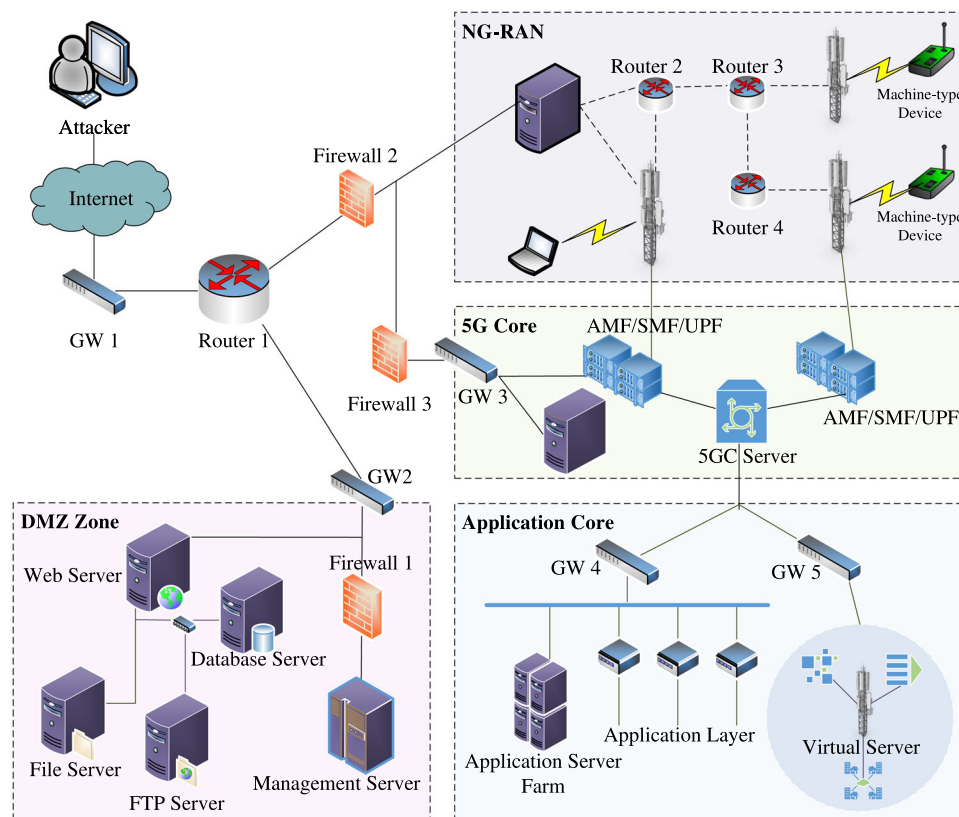 Attacker
Internet
GW 1
Router 1
Firewall 2
Firewall 3
NG-RAN
Router 2
Router 3
Machine-type
Device
Router 4
Machine-type
Device
5G Core
AMF/SMF/UPF
GW 3
AMF/SMF/UPF
5GC Server
GW2
DMZ Zone
Web Server
Firewall 1
Database Server
File Server
FTP Server
Management Server
Application Core
GW 4
GW 5
Application Server
Farm
Application Layer
Virtual Server